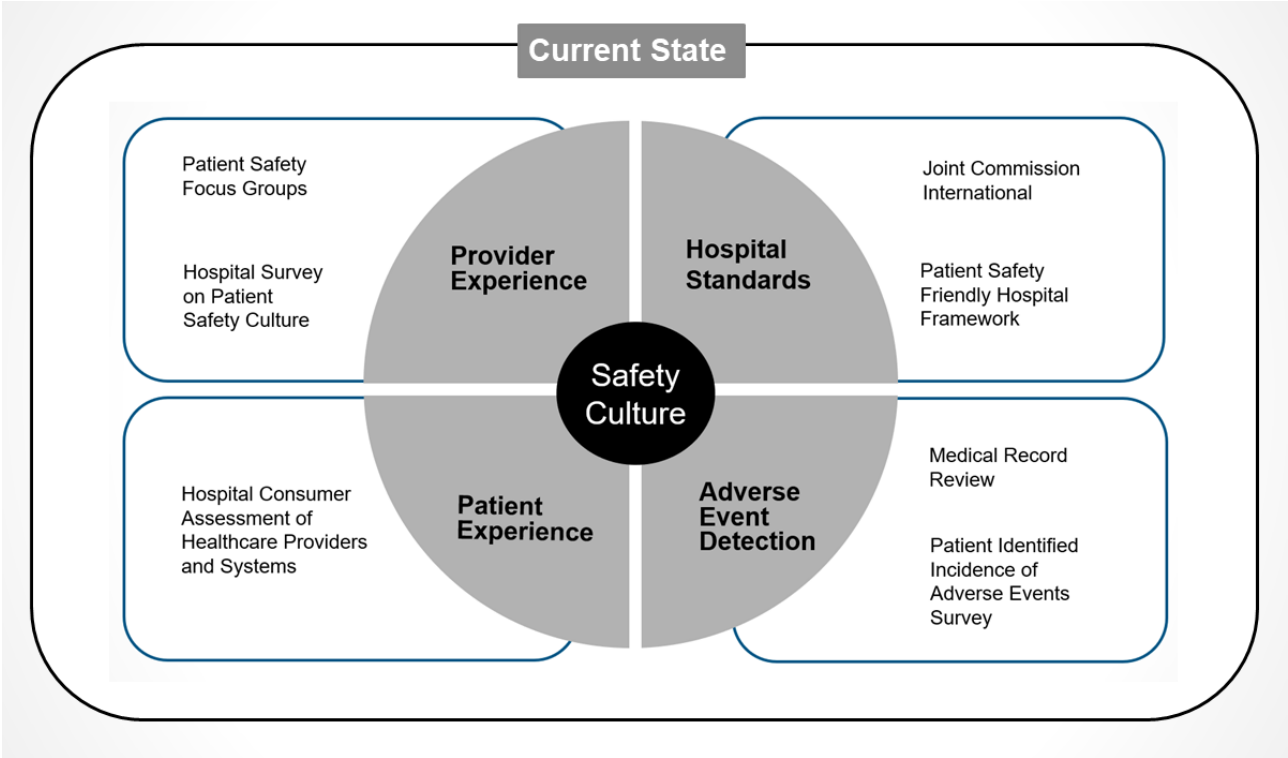 Current State
Patient Safety
Focus Groups
Hospital Survey
on Patient
Safety Culture
Provider
Experience
Hospital
Standards
Joint Commission
International
Patient Safety
Friendly Hospital
Framework
Safety
Culture
Hospital Consumer
Assessment of
Healthcare Providers
and Systems
Patient
Experience
Adverse
Event
Detection
Medical Record
Review
Patient Identified
Incidence of
Adverse Events
Survey